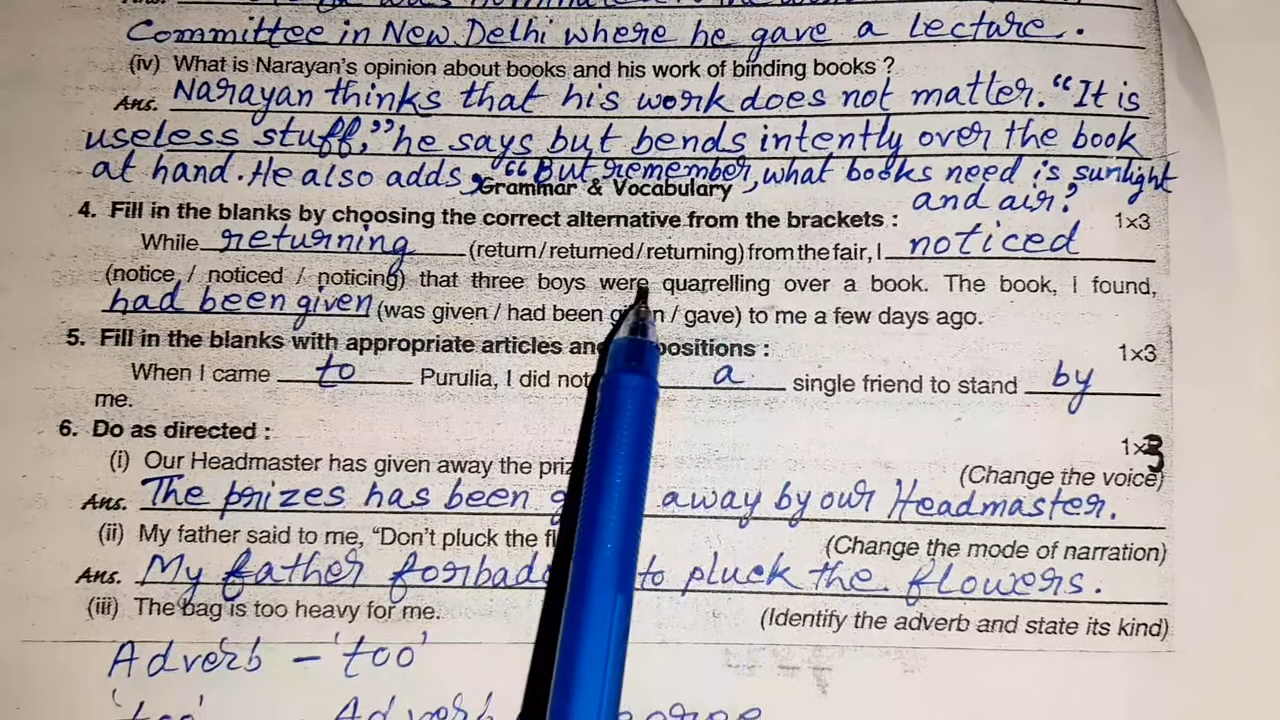 Committee in New Delhi where he gave a lecture.
(iv) What is Narayan's opinion about books and his work of binding books ?
Ans. Narayan thinks that his work does not matter. "It is
useless stuff," he says but bends intently over the book
at hand. He also adds, "But remember, what books need is sunlight
and air?
Grammar & Vocabulary
4. Fill in the blanks by choosing the correct alternative from the brackets : 1×3
While returning (return/returned/returning) from the fair, I noticed
(notice / noticed / noticing) that three boys were quarrelling over a book. The book, I found,
had been given (was given / had been / gave) to me a few days ago.
5. Fill in the blanks with appropriate articles and : 1×3
When I came to Purulia, I did not a single friend to stand by
me.
6. Do as directed : 1×3
(i) Our Headmaster has given away the (Change the voice)
Ans. The prizes has been away by our Headmaster.
(ii) My father said to me, "Don't pluck the (Change the mode of narration)
Ans. My father to pluck the flowers.
(iii) The bag is too heavy for me. (Identify the adverb and state its kind)
Adverb - 'too'
'too' Adverb